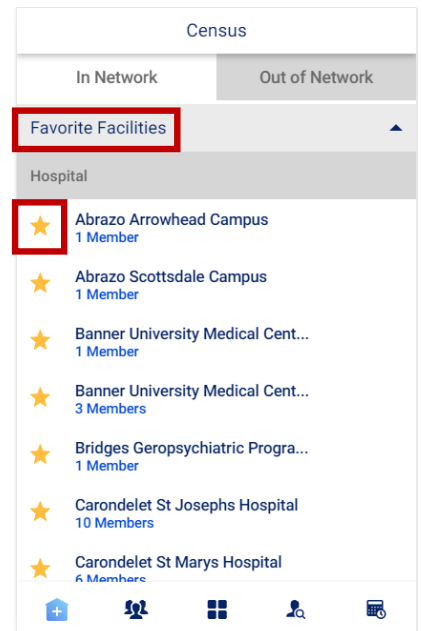 Census
In Network
Out of Network
Favorite Facilities
Hospital
Abrazo Arrowhead Campus
1 Member
Abrazo Scottsdale Campus
1 Member
Banner University Medical Cent...
1 Member
Banner University Medical Cent...
3 Members
Bridges Geropsychiatric Progra...
1 Member
Carondelet St Josephs Hospital
10 Members
Carondelet St Marys Hospital
6 Members